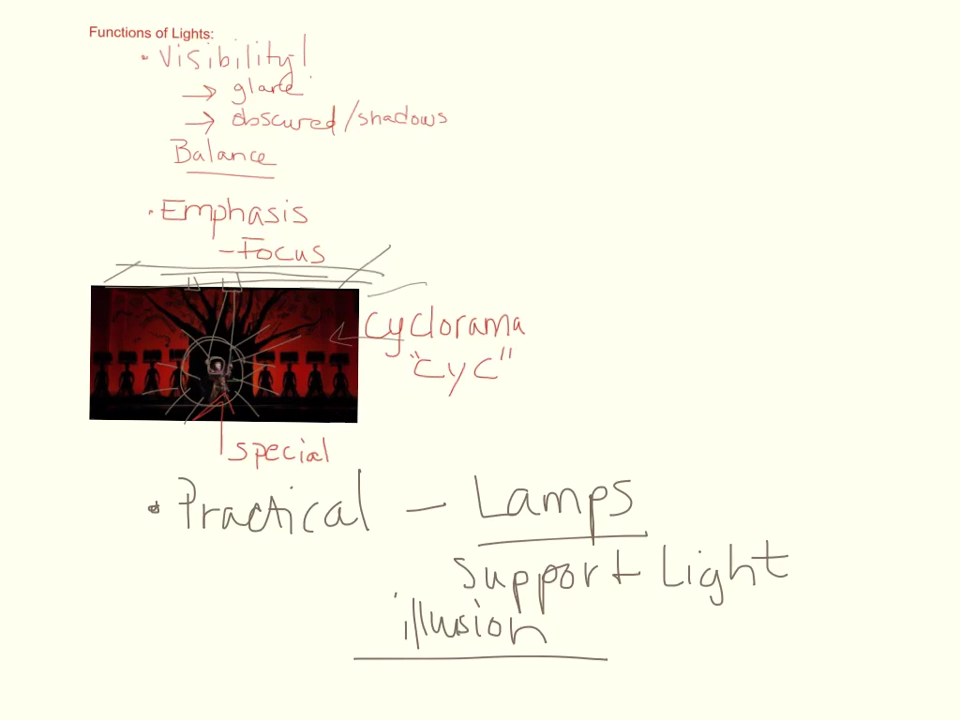 Functions of Lights:
• Visibility!
→ glare
→ obscured/shadows
Balance
• Emphasis
- Focus
cyclorama
"cyc"
special
• Practical - Lamps
Support Light
illusion